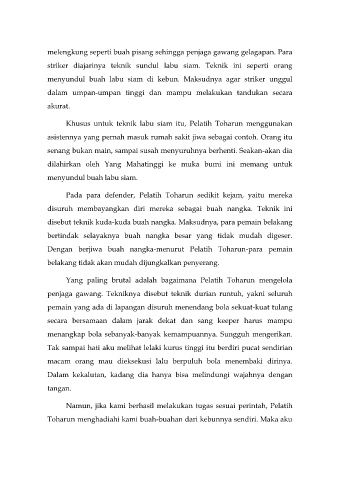 melengkung seperti buah pisang sehingga penjaga gawang gelagapan. Para
striker diajarinya teknik sundul labu siam. Teknik ini seperti orang
menyundul buah labu siam di kebun. Maksudnya agar striker unggul
dalam umpan-umpan tinggi dan mampu melakukan tandukan secara
akurat.
Khusus untuk teknik labu siam itu, Pelatih Toharun menggunakan
asistennya yang pernah masuk rumah sakit jiwa sebagai contoh. Orang itu
senang bukan main, sampai susah menyuruhnya berhenti. Seakan-akan dia
dilahirkan oleh Yang Mahatinggi ke muka bumi ini memang untuk
menyundul buah labu siam.
Pada para defender, Pelatih Toharun sedikit kejam, yaitu mereka
disuruh membayangkan diri mereka sebagai buah nangka. Teknik ini
disebut teknik kuda-kuda buah nangka. Maksudnya, para pemain belakang
bertindak selayaknya buah nangka besar yang tidak mudah digeser.
Dengan berjiwa buah nangka-menurut Pelatih Toharun-para pemain
belakang tidak akan mudah dijungkalkan penyerang.
Yang paling brutal adalah bagaimana Pelatih Toharun mengelola
penjaga gawang. Tekniknya disebut teknik durian runtuh, yakni seluruh
pemain yang ada di lapangan disuruh menendang bola sekuat-kuat tulang
secara bersamaan dalam jarak dekat dan sang keeper harus mampu
menangkap bola sebanyak-banyak kemampuannya. Sungguh mengerikan.
Tak sampai hati aku melihat lelaki kurus tinggi itu berdiri pucat sendirian
macam orang mau dieksekusi lalu berpuluh bola menembaki dirinya.
Dalam kekalutan, kadang dia hanya bisa melindungi wajahnya dengan
tangan.
Namun, jika kami berhasil melakukan tugas sesuai perintah, Pelatih
Toharun menghadiahi kami buah-buahan dari kebunnya sendiri. Maka aku